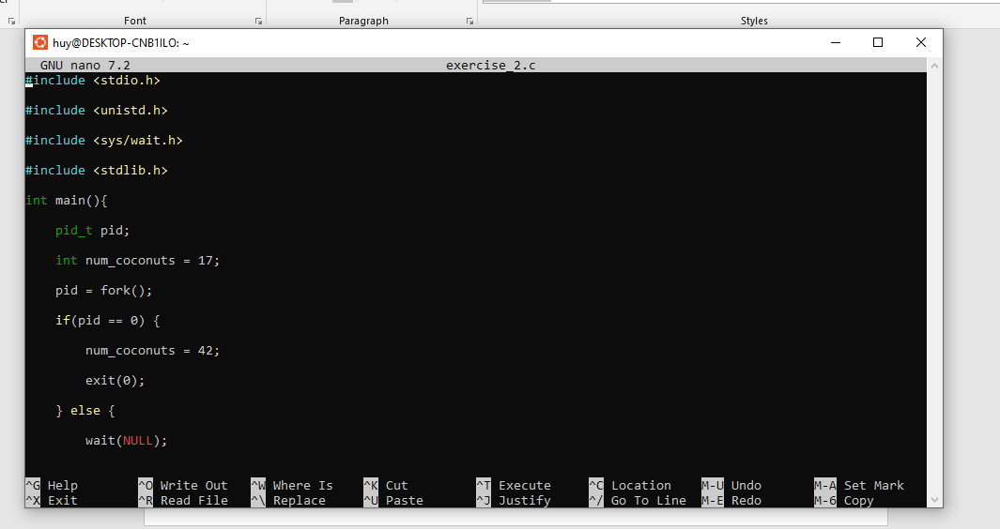 Font Paragraph Styles
huy@DESKTOP-CNB1ILO: ~
GNU nano 7.2 exercise_2.c
#include <stdio.h>
#include <unistd.h>
#include <sys/wait.h>
#include <stdlib.h>
int main(){
pid_t pid;
int num_coconuts = 17;
pid = fork();
if(pid == 0) {
num_coconuts = 42;
exit(0);
} else {
wait(NULL);
^G Help ^O Write Out ^W Where Is ^K Cut ^T Execute ^C Location M-U Undo M-A Set Mark
^X Exit ^R Read File ^\ Replace ^U Paste ^J Justify ^/ Go To Line M-E Redo M-6 Copy